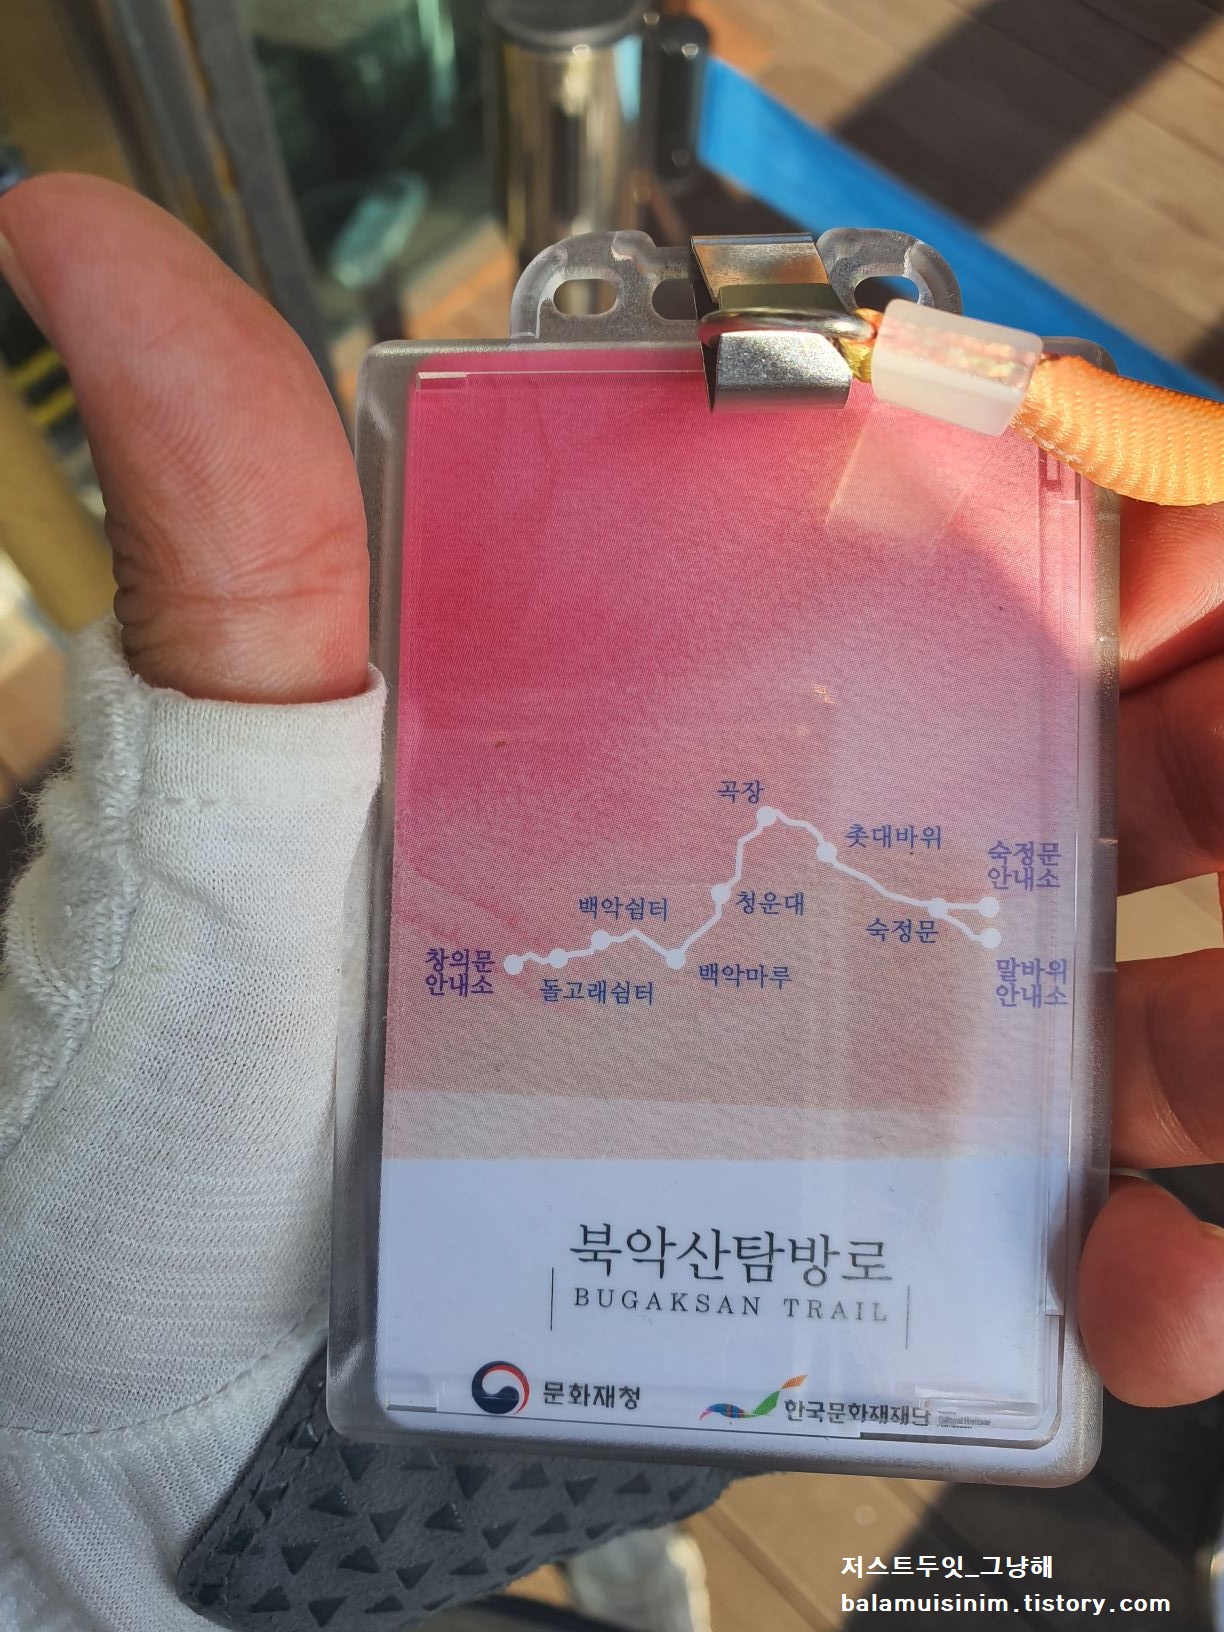 곡장
촛대바위
숙정문
안내소
백악쉼터
청운대
숙정문
창의문
안내소
돌고래쉼터
백악마루
말바위
안내소
북악산탐방로
BUGAKSAN TRAIL
문화재청
한국문화재재단
저스트두잇_그냥해
balamuisinim.tistory.com